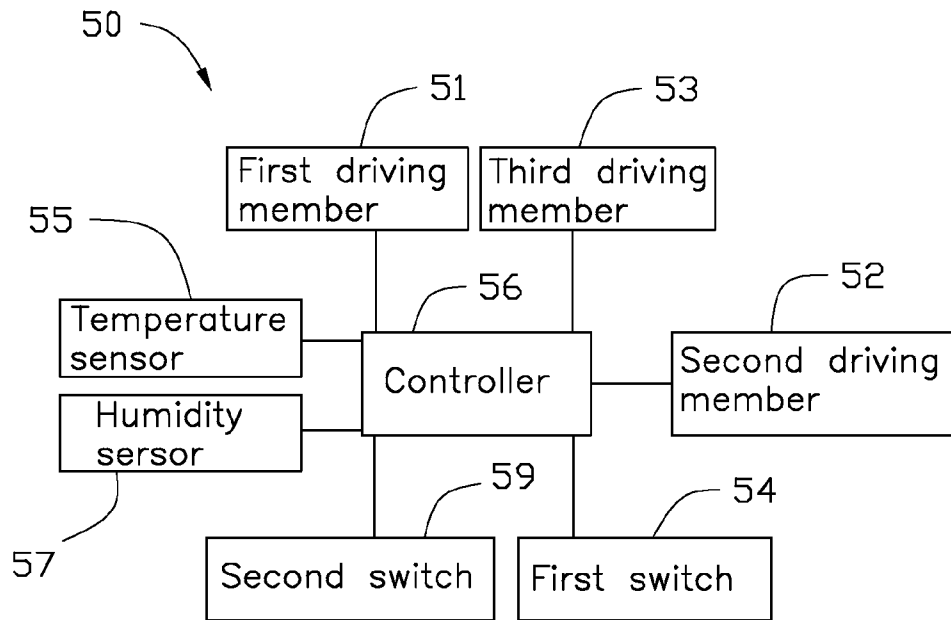 50
51
53
First driving
member
Third driving
member
55
56
52
Temperature
sensor
Controller
Second driving
member
Humidity
sersor
59
54
57
Second switch
First switch